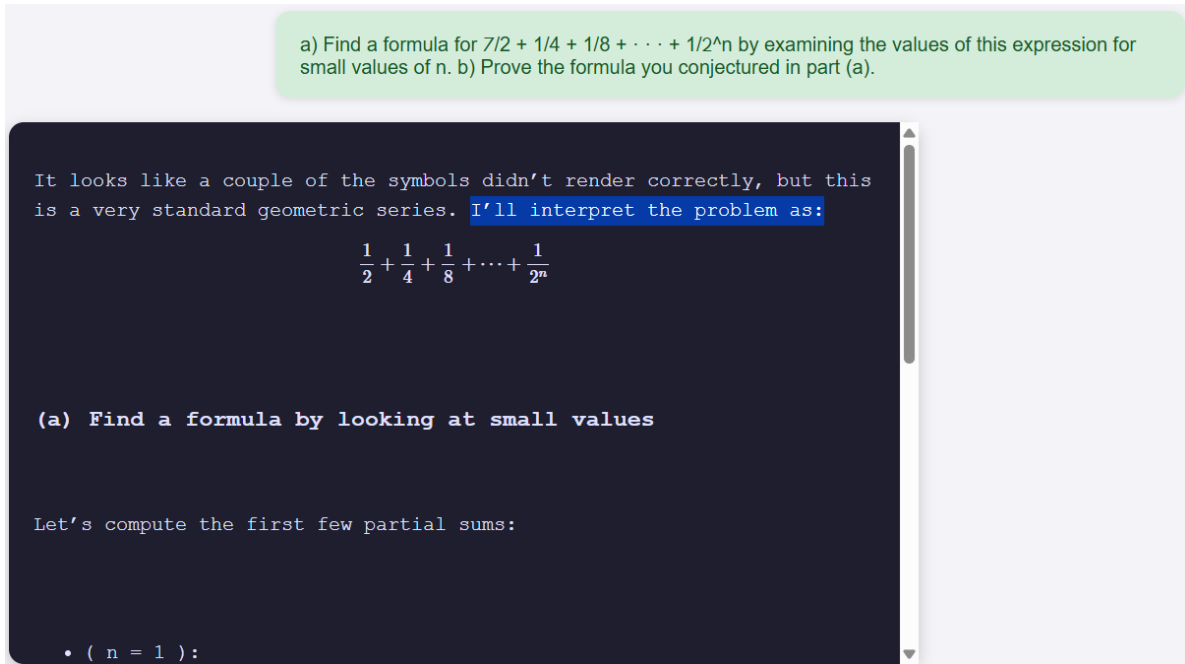 a) Find a formula for 7/2 + 1/4 + 1/8 + · · · + 1/2^n by examining the values of this expression for
small values of n. b) Prove the formula you conjectured in part (a).
It looks like a couple of the symbols didn’t render correctly, but this
is a very standard geometric series. I’ll interpret the problem as:
1/2 + 1/4 + 1/8 + ⋯ + 1/2ⁿ
(a) Find a formula by looking at small values
Let’s compute the first few partial sums:
• ( n = 1 ):